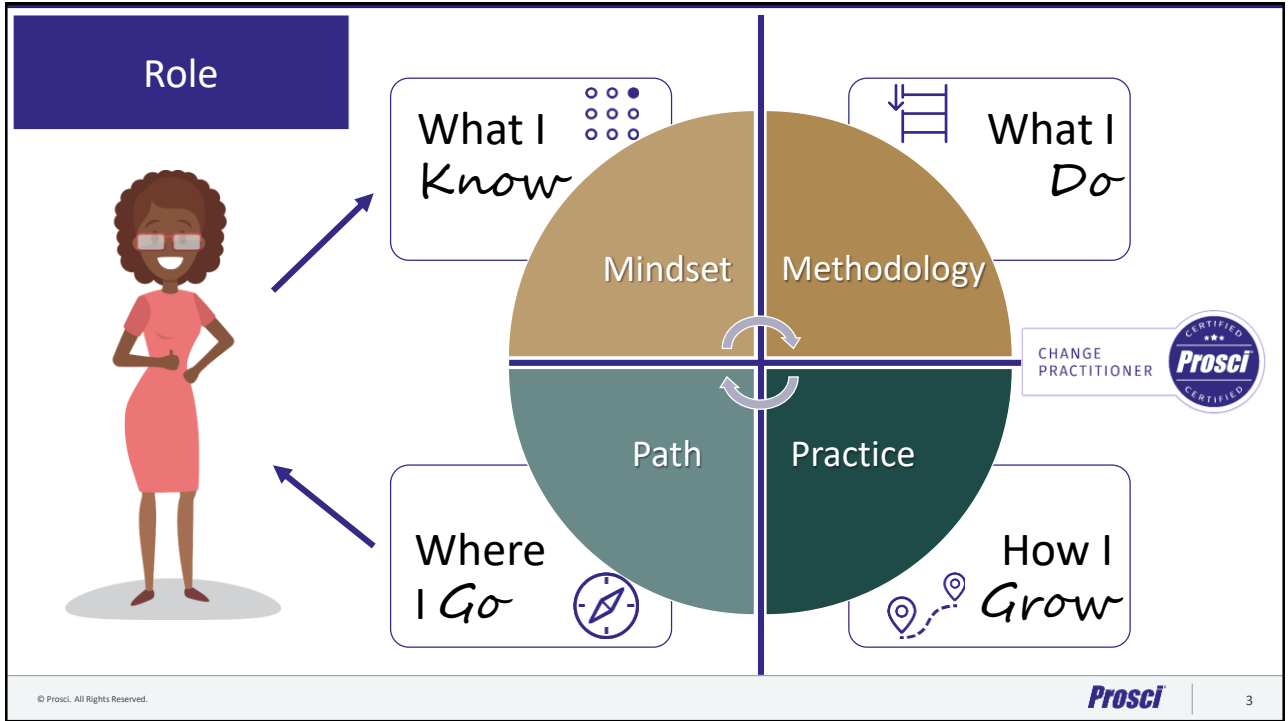 Role
What I
Know
What I
Do
Mindset
Methodology
CHANGE
PRACTITIONER
CERTIFIED
Prosci
CERTIFIED
Path
Practice
Where
I Go
How I
Grow
© Prosci. All Rights Reserved.
Prosci
3